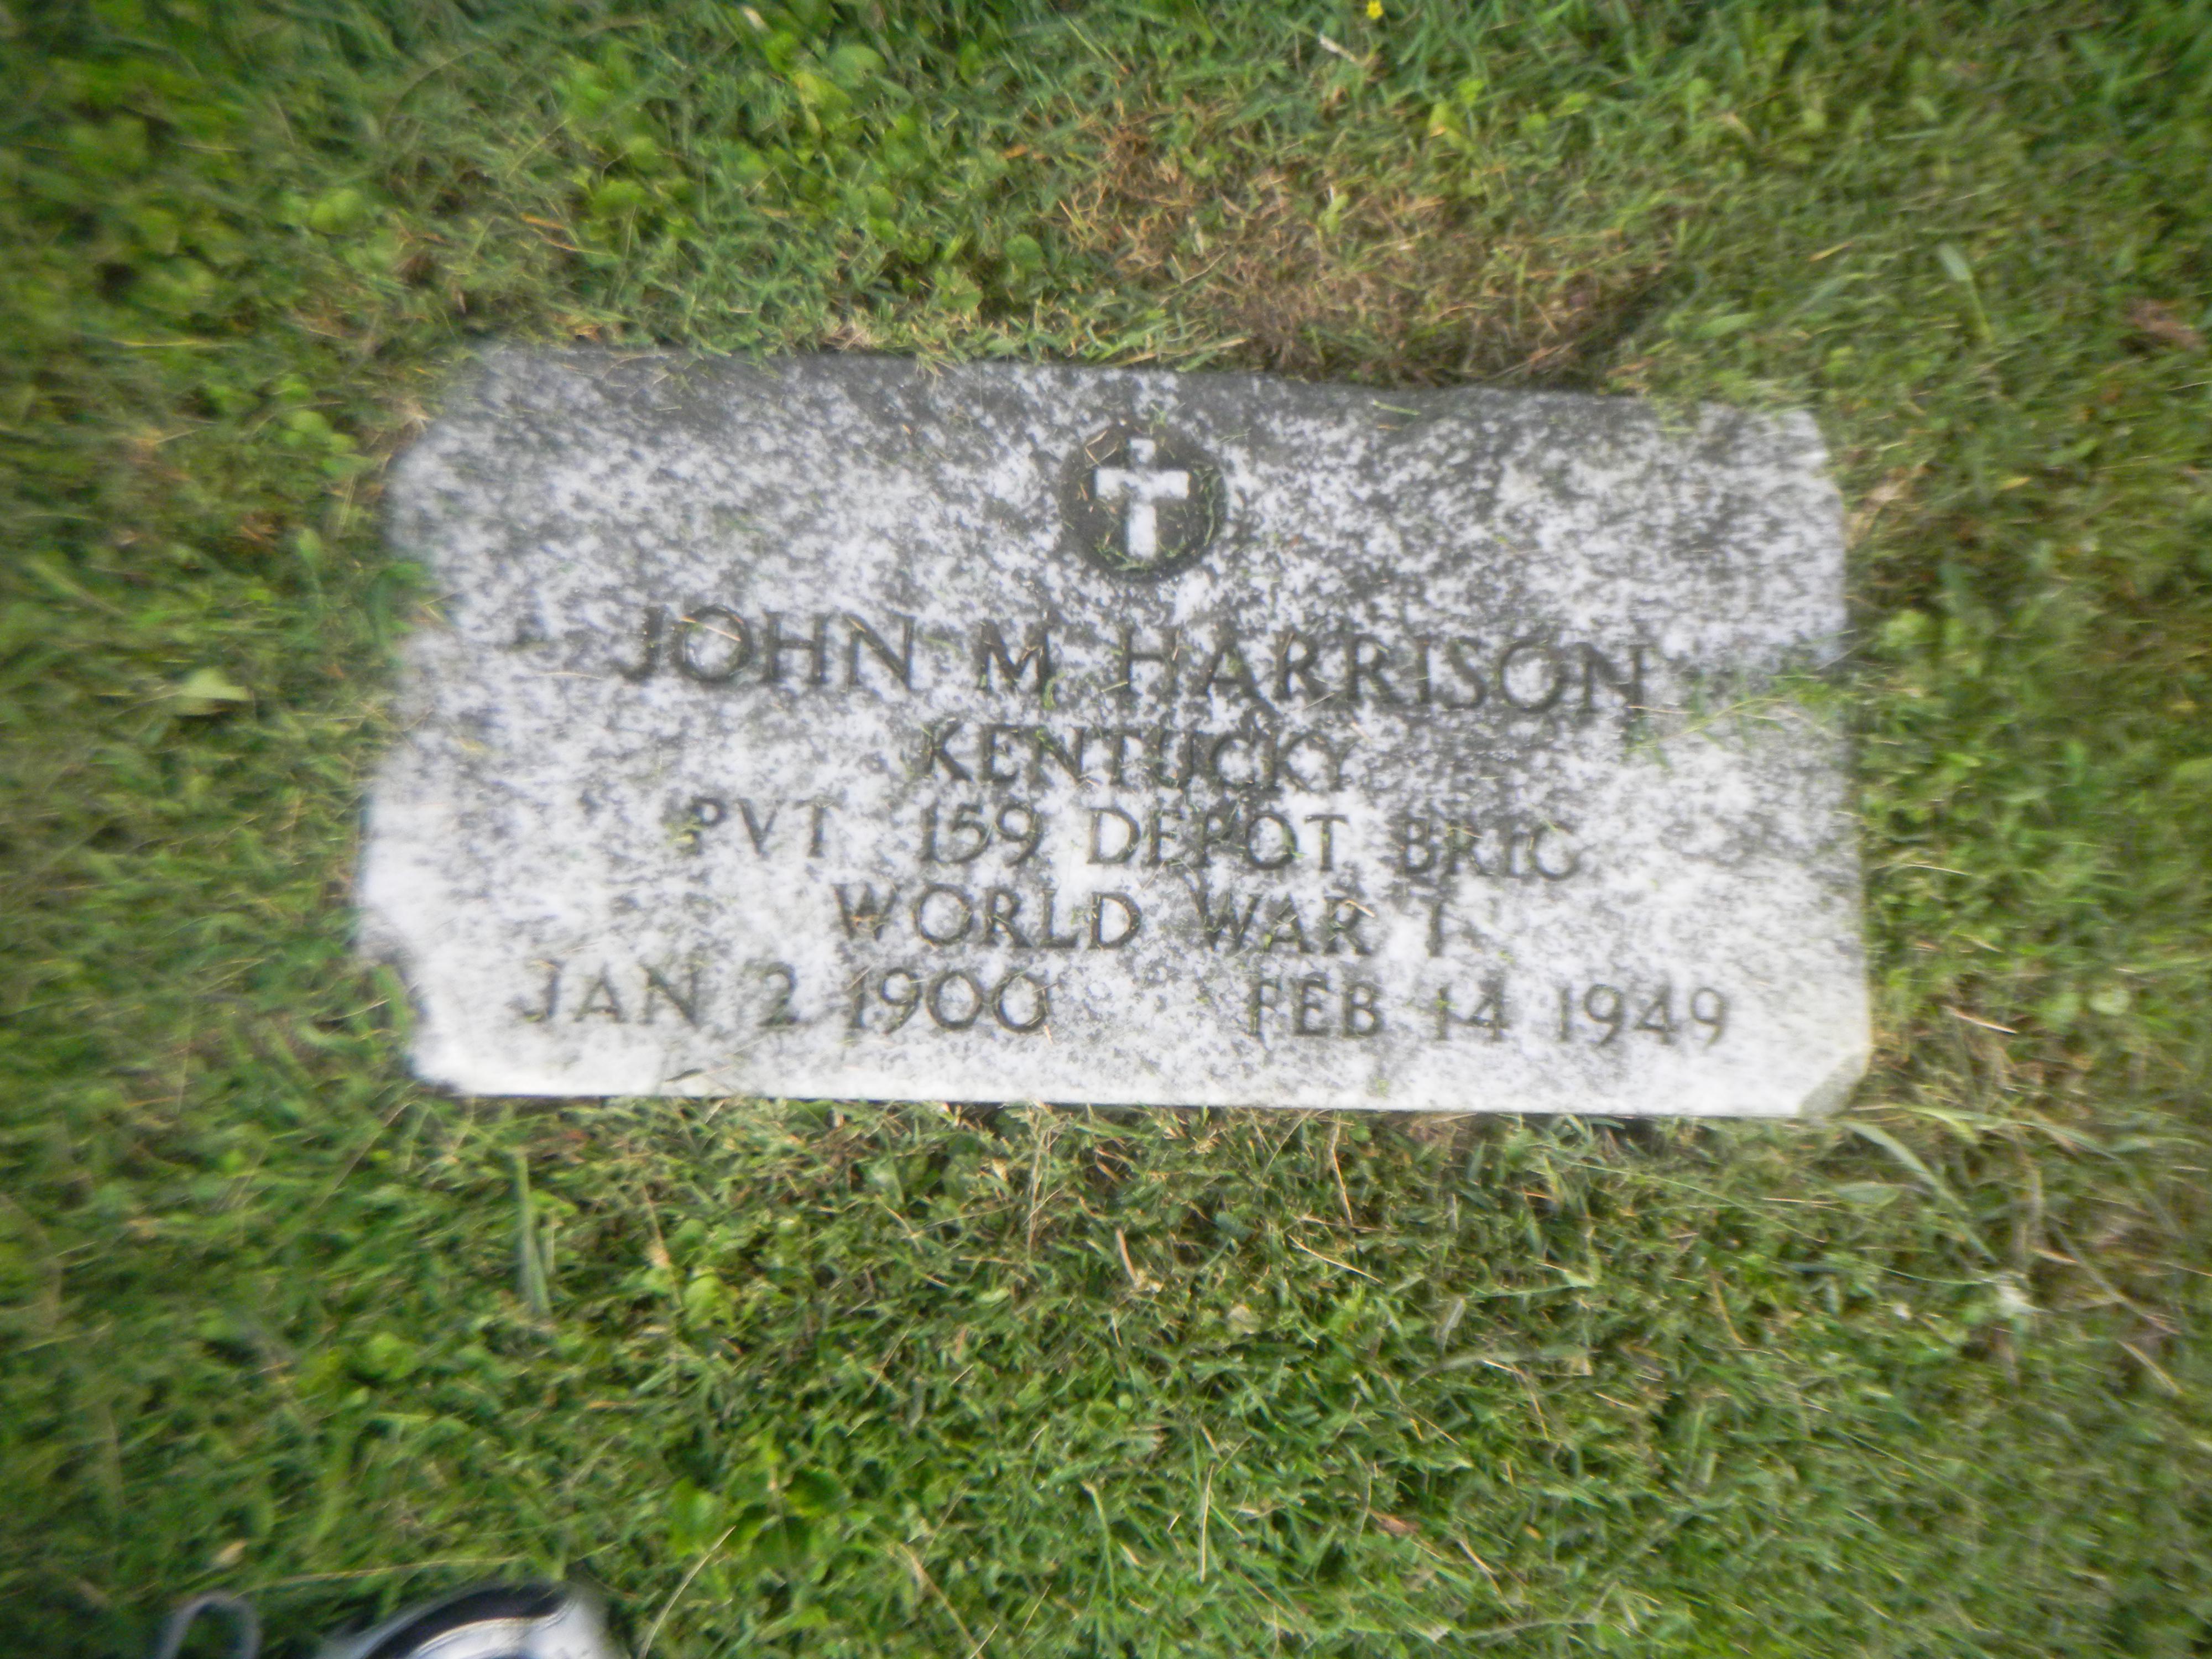 JOHN M HARRISON
KENTUCKY
PVT 159 DEPOT BRIG
WORLD WAR I
JAN 2 1900 FEB 14 1949